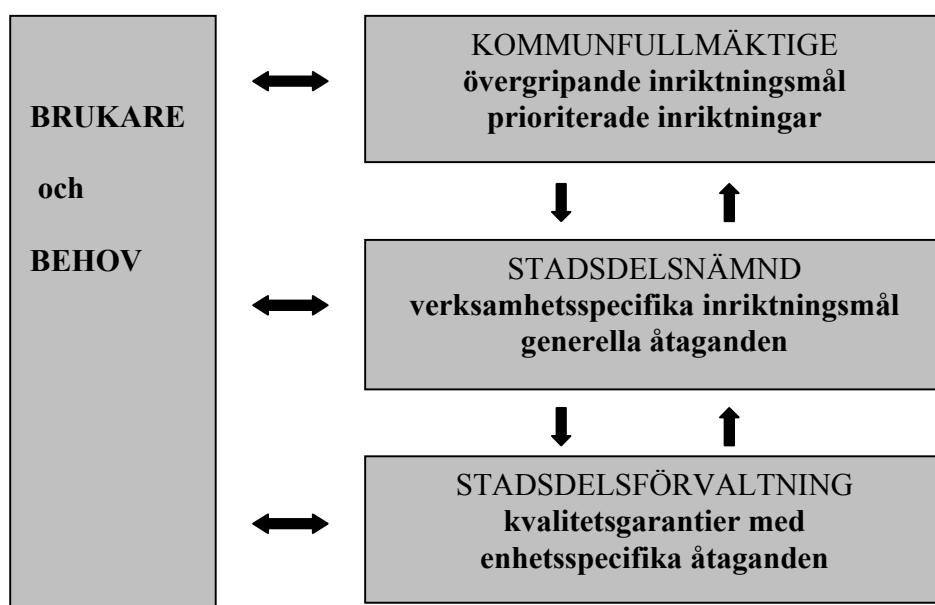 BRUKARE
och
BEHOV
KOMMUNFULLMÄKTIGE
övergripande inriktningsmål
prioriterade inriktningar
STADSDELSNÄMND
verksamhetsspecifika inriktningsmål
generella åtaganden
STADSDELSFÖRVALTNING
kvalitetsgarantier med
enhetsspecifika åtaganden